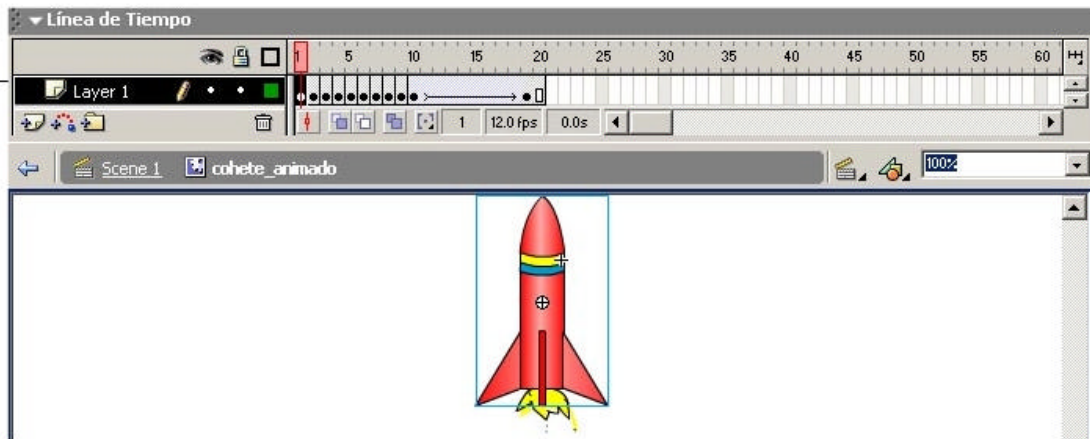 Línea de Tiempo
1 5 10 15 20 25 30 35 40 45 50 55 60
Layer 1
1 12.0 fps 0.0s
Scene 1 cohete_animado 100%